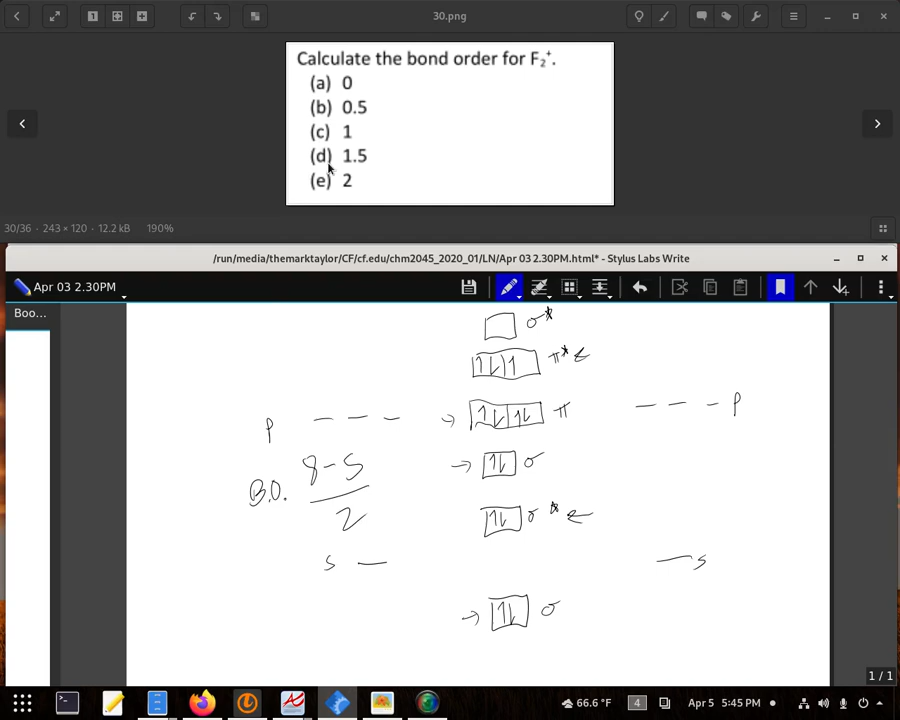 30.png
Calculate the bond order for F₂⁺.
(a) 0
(b) 0.5
(c) 1
(d) 1.5
(e) 2
30/36 • 243 × 120 • 12.2 kB 190%
/run/media/themarktaylor/CF/cf.edu/chm2045_2020_01/LN/Apr 03 2.30PM.html* - Stylus Labs Write
Apr 03 2.30PM
Boo...
σ*
↑↓ ↑ π* ←
p _ _ _ → ↑↓ ↑↓ π _ _ _ p
→ ↑↓ σ
B.O. 8-5
2
↑↓ σ* ←
s _ _ s
→ ↑↓ σ
1 / 1
66.6 °F 4 Apr 5 5:45 PM